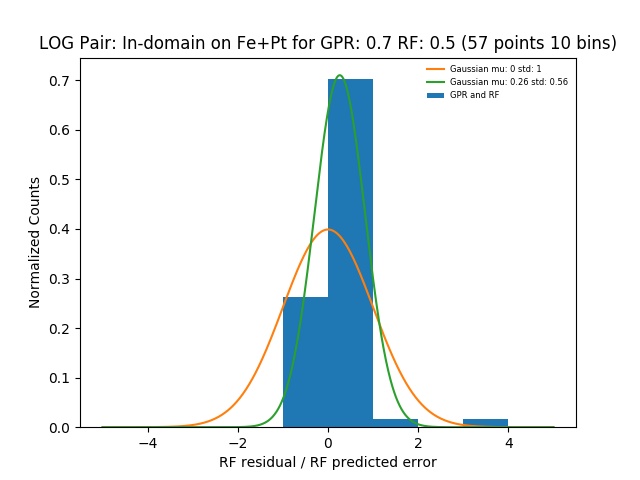 LOG Pair: In-domain on Fe+Pt for GPR: 0.7 RF: 0.5 (57 points 10 bins)
Gaussian mu: 0 std: 1
Gaussian mu: 0.26 std: 0.56
GPR and RF
Normalized Counts
0.7
0.6
0.5
0.4
0.3
0.2
0.1
0.0
−4
−2
0
2
4
RF residual / RF predicted error